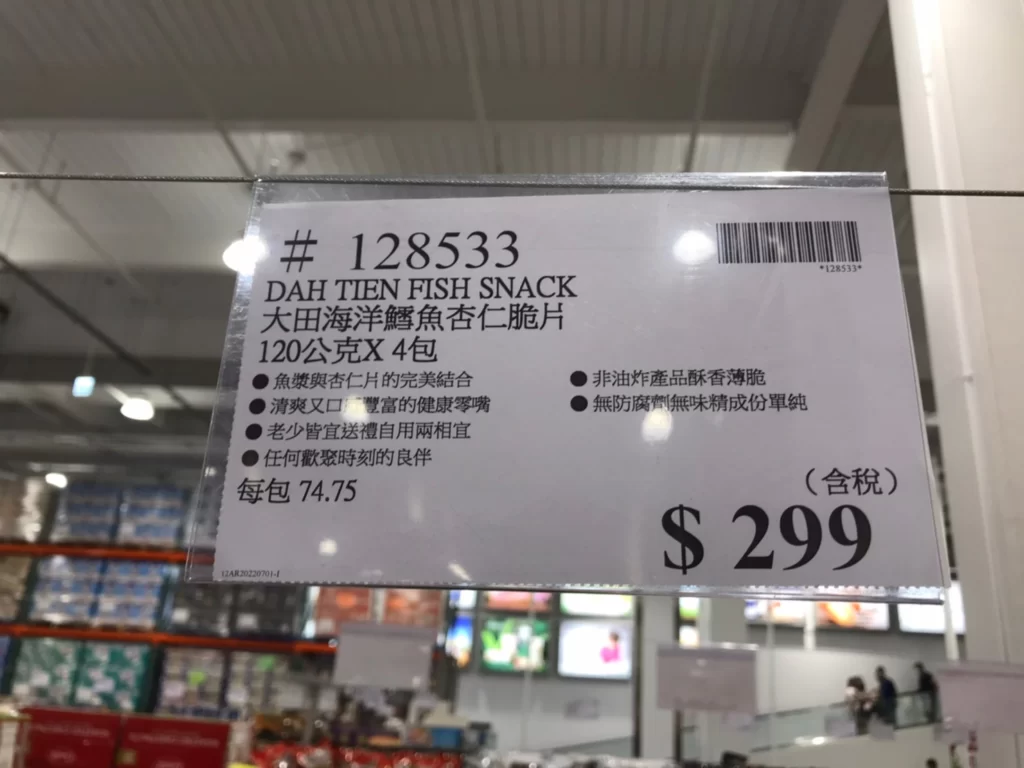 # 128533
*128533*
DAH TIEN FISH SNACK
大田海洋鱈魚杏仁脆片
120公克X 4包
● 魚漿與杏仁片的完美結合
● 清爽又口 豐富的健康零嘴
● 老少皆宜送禮自用兩相宜
● 任何歡聚時刻的良伴
● 非油炸產品酥香薄脆
● 無防腐劑無味精成份單純
每包 74.75
(含稅)
$ 299
12AR20220701-I